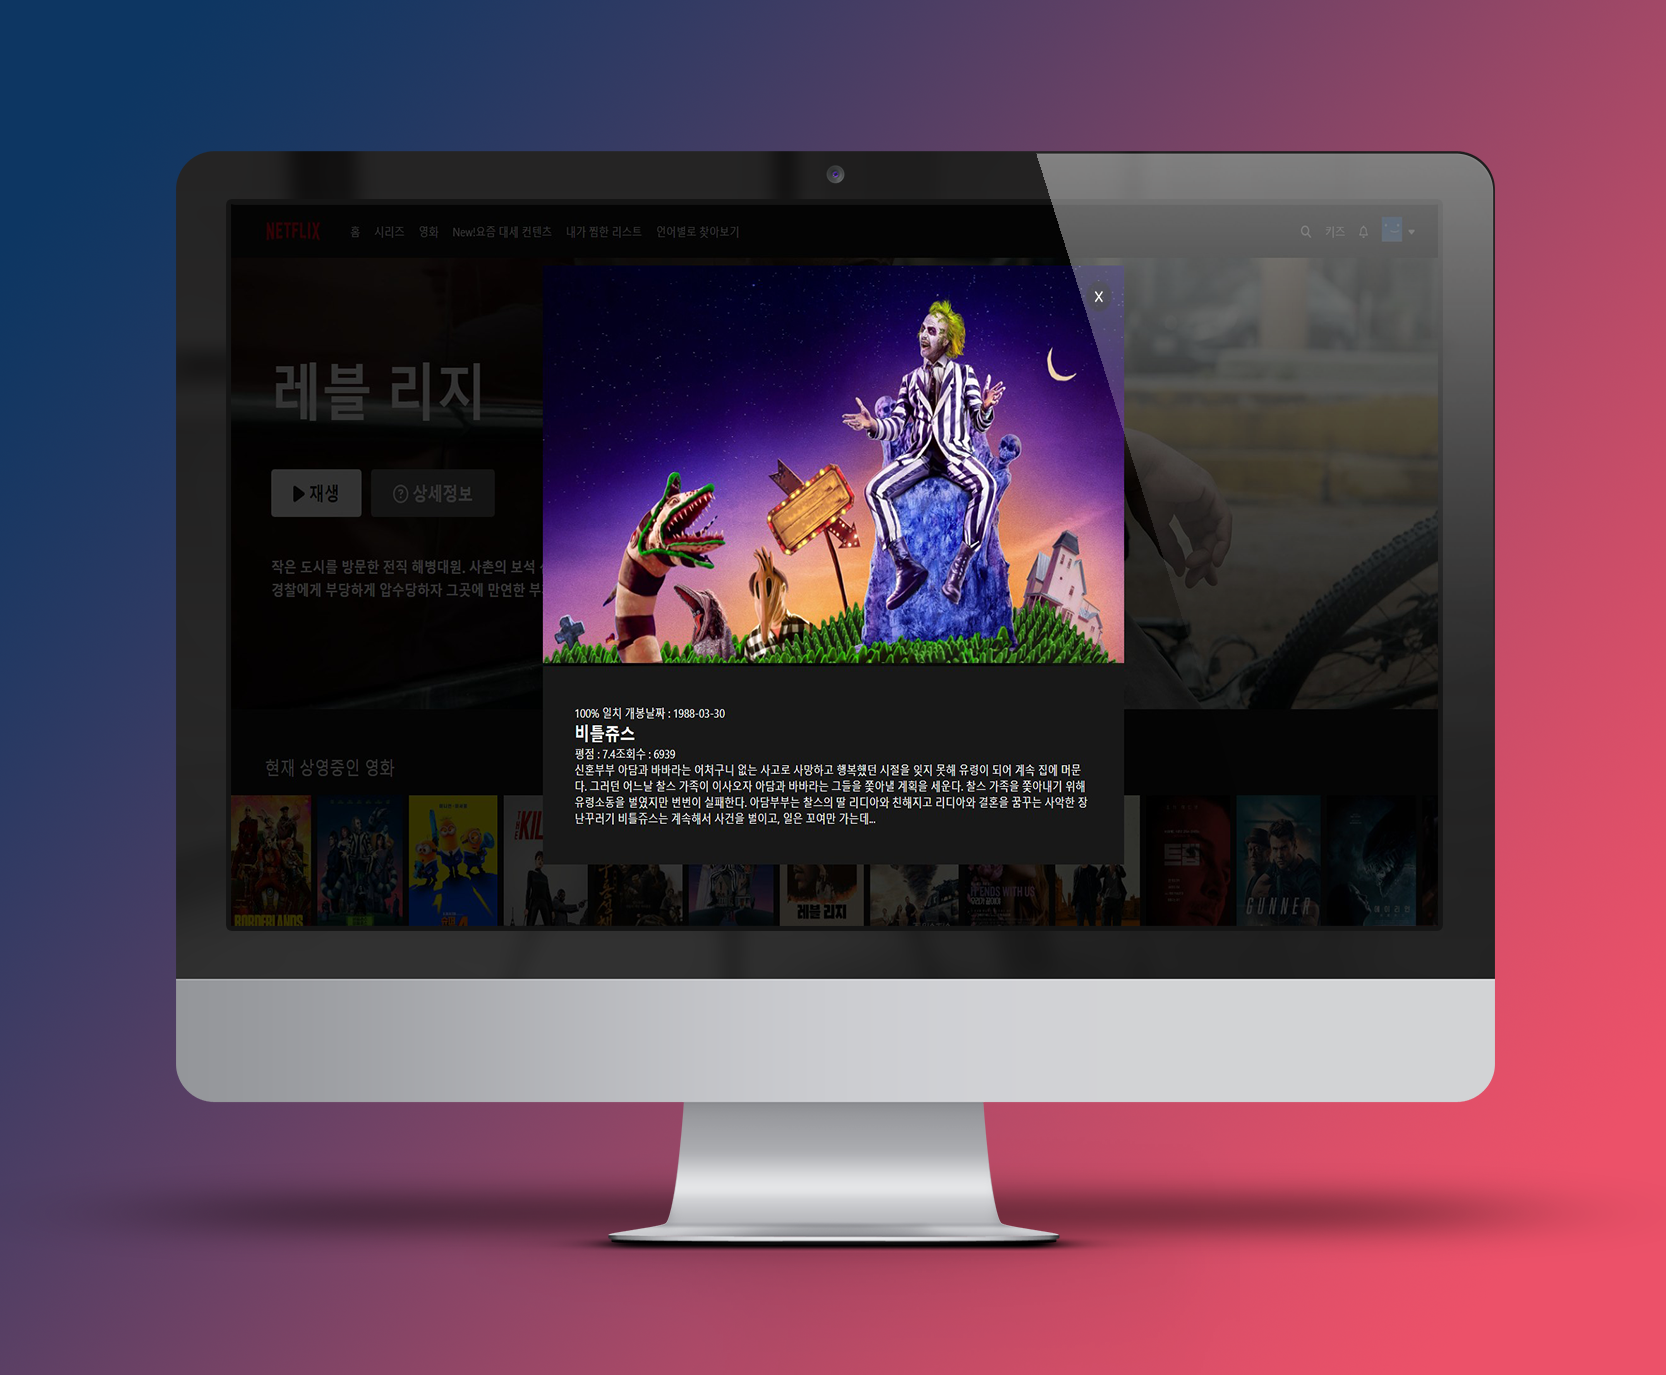 NETFLIX 홈 시리즈 영화 New!요즘 대세 컨텐츠 내가 찜한 리스트 언어별로 찾아보기 키즈
X
레블 리지
재생 상세정보
작은 도시를 방문한 전직 해병대원. 사촌의 보석
경찰에게 부당하게 압수당하자 그곳에 만연한
100% 일치 개봉날짜 : 1988-03-30
비틀쥬스
평점 : 7.4조회수 : 6939
신혼부부 아담과 바바라는 어처구니 없는 사고로 사망하고 행복했던 시절을 잊지 못해 유령이 되어 계속 집에 머문
다. 그러던 어느날 찰스 가족이 이사오자 아담과 바바라는 그들을 쫓아낼 계획을 세운다. 찰스 가족을 쫓아내기 위해
유령소동을 벌였지만 번번이 실패한다. 아담부부는 찰스의 딸 리디아와 친해지고 리디아와 결혼을 꿈꾸는 사악한 장
난꾸러기 비틀쥬스는 계속해서 사건을 벌이고, 일은 꼬여만 가는데...
현재 상영중인 영화
BORDERLANDS
KIL
레블 리지
IT ENDS WITH US
우리가 끝이야
GUNNER
에이리언